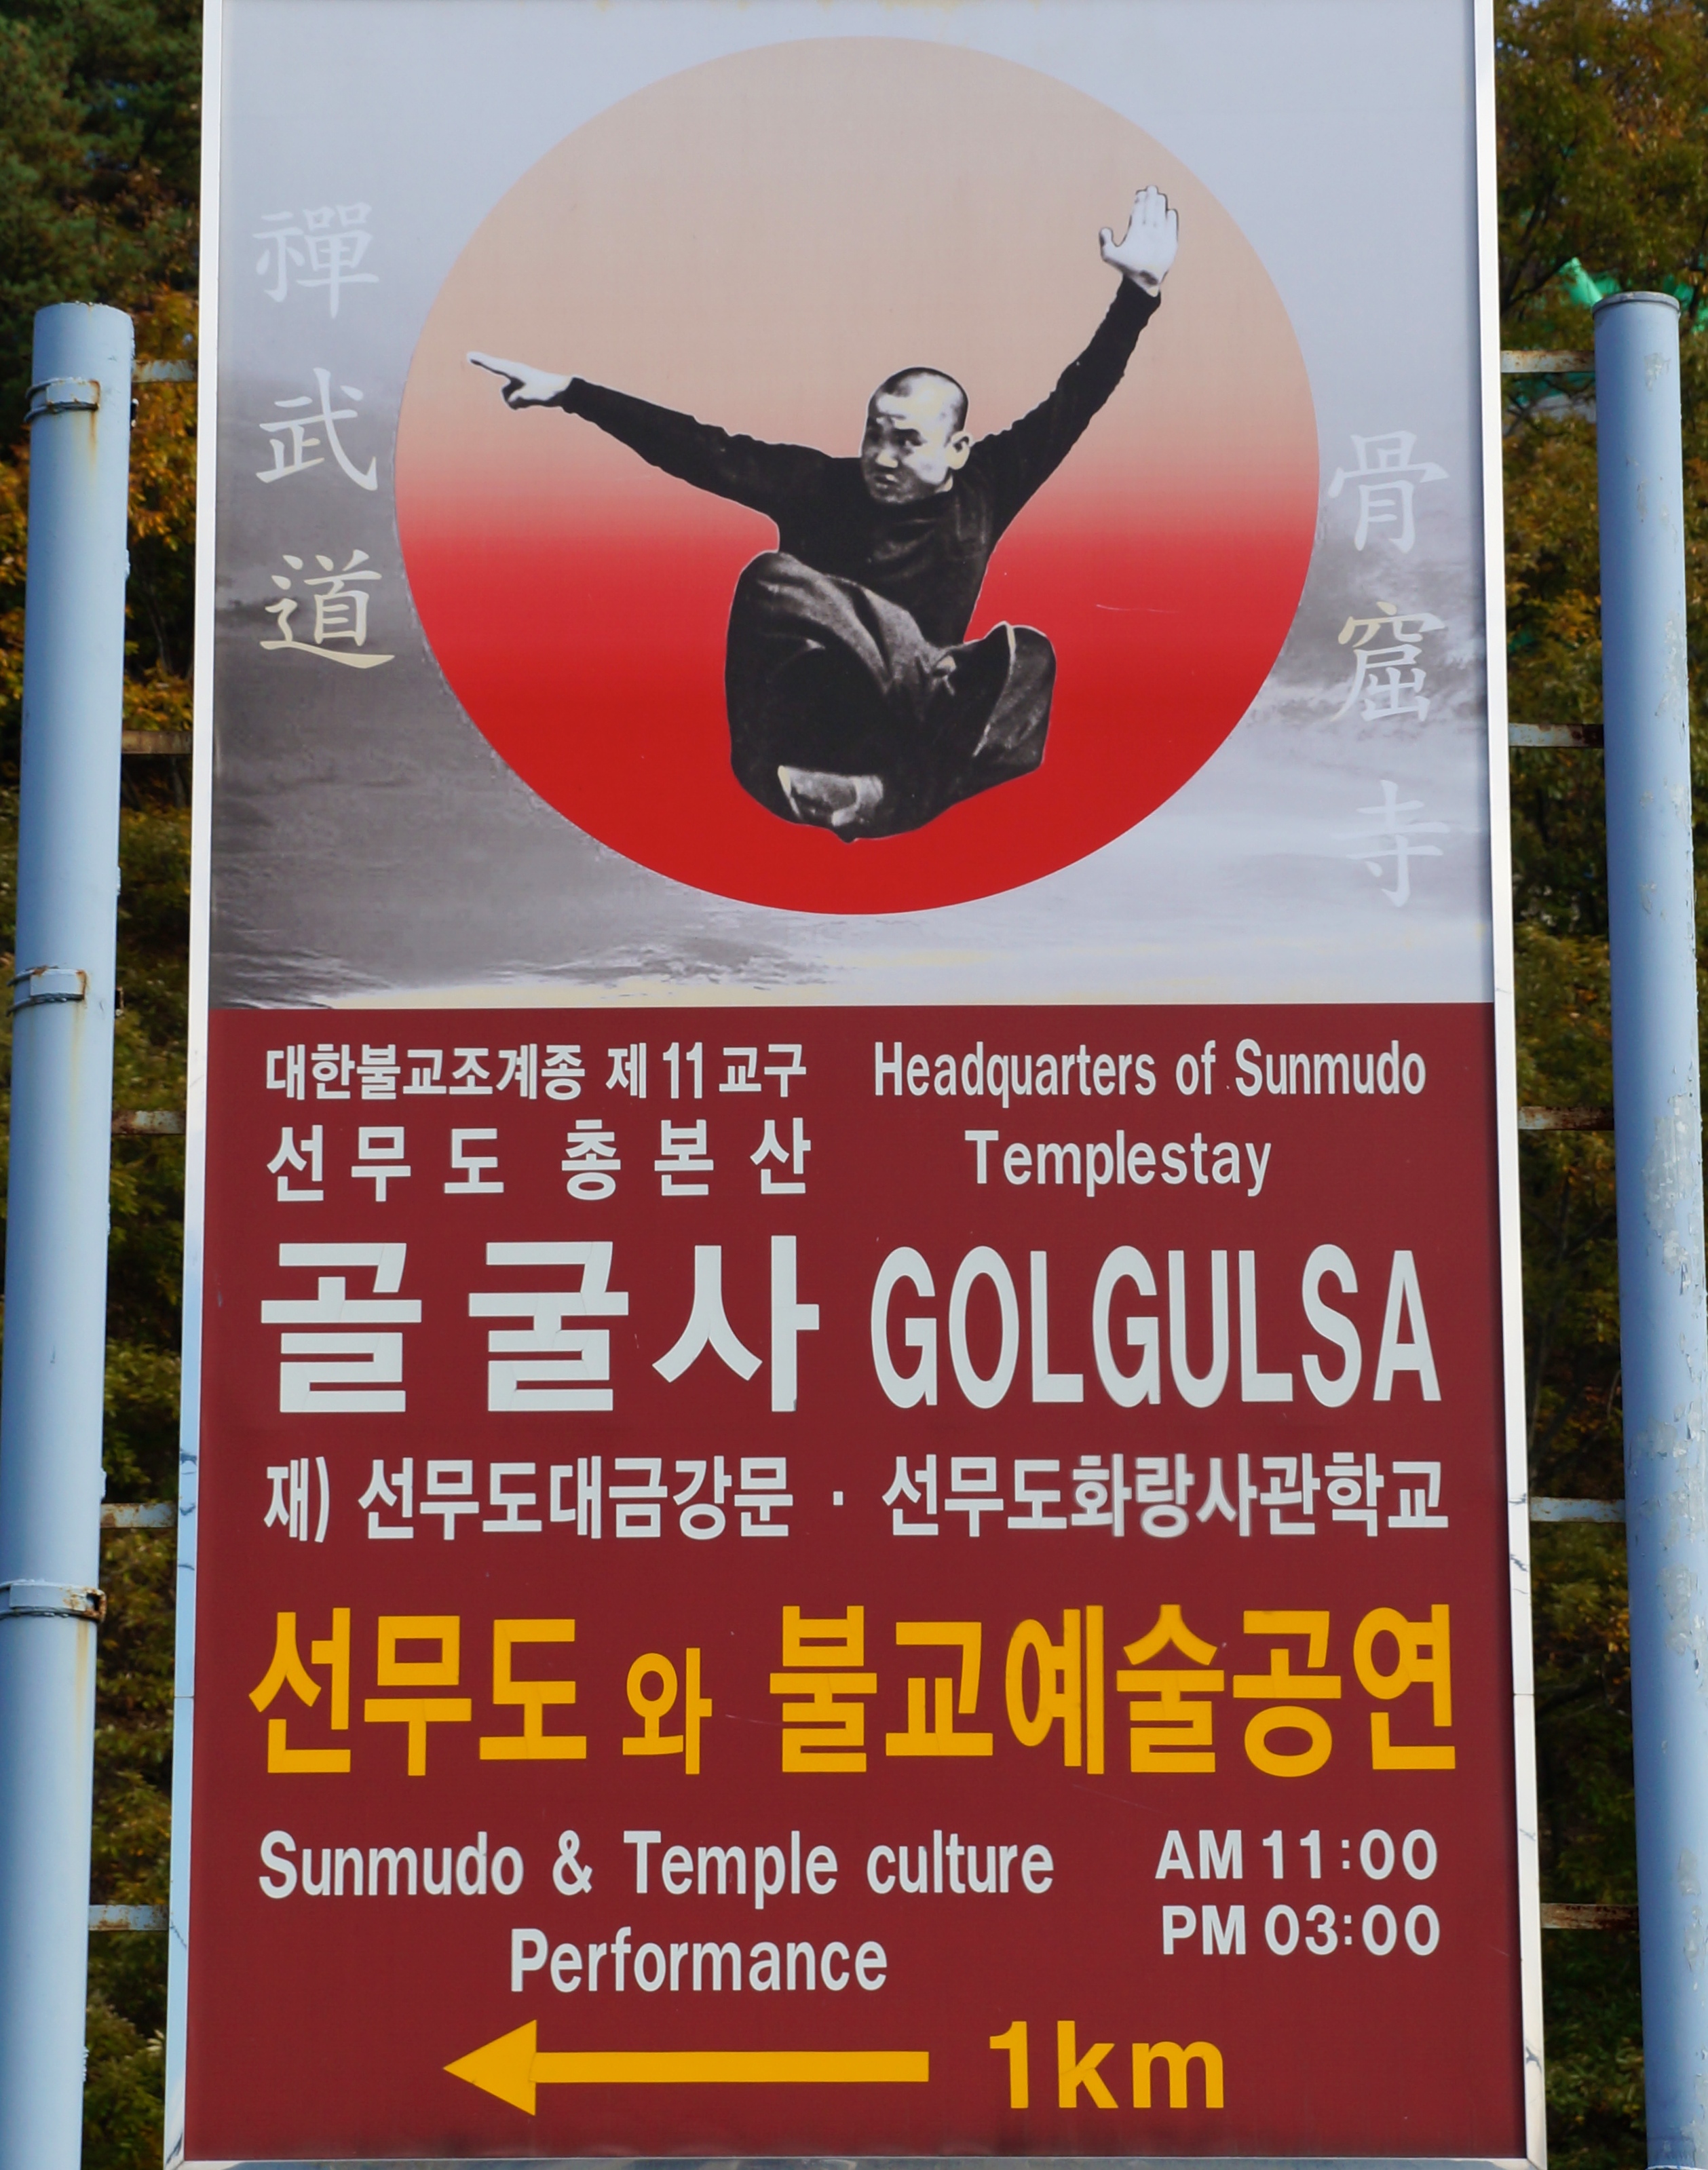 禪武道
骨窟寺
대한불교조계종 제11교구
선무도 총본산
Headquarters of Sunmudo
Templestay
골굴사 GOLGULSA
재) 선무도대금강문 · 선무도화랑사관학교
선무도와 불교예술공연
Sunmudo & Temple culture
Performance
AM 11:00
PM 03:00
1km